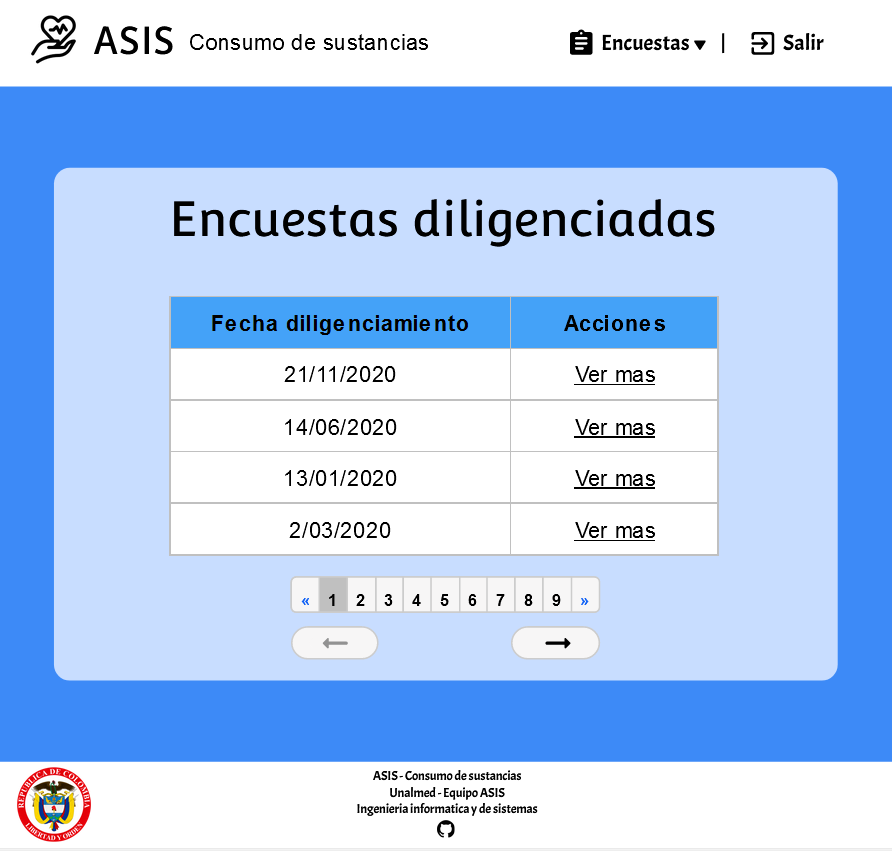 ASIS Consumo de sustancias Encuestas ▼ | Salir
Encuestas diligenciadas
Fecha diligenciamiento Acciones
21/11/2020 Ver mas
14/06/2020 Ver mas
13/01/2020 Ver mas
2/03/2020 Ver mas
« 1 2 3 4 5 6 7 8 9 »
← →
REPUBLICA DE COLOMBIA
LIBERTAD Y ORDEN
ASIS - Consumo de sustancias
Unalmed - Equipo ASIS
Ingenieria informatica y de sistemas